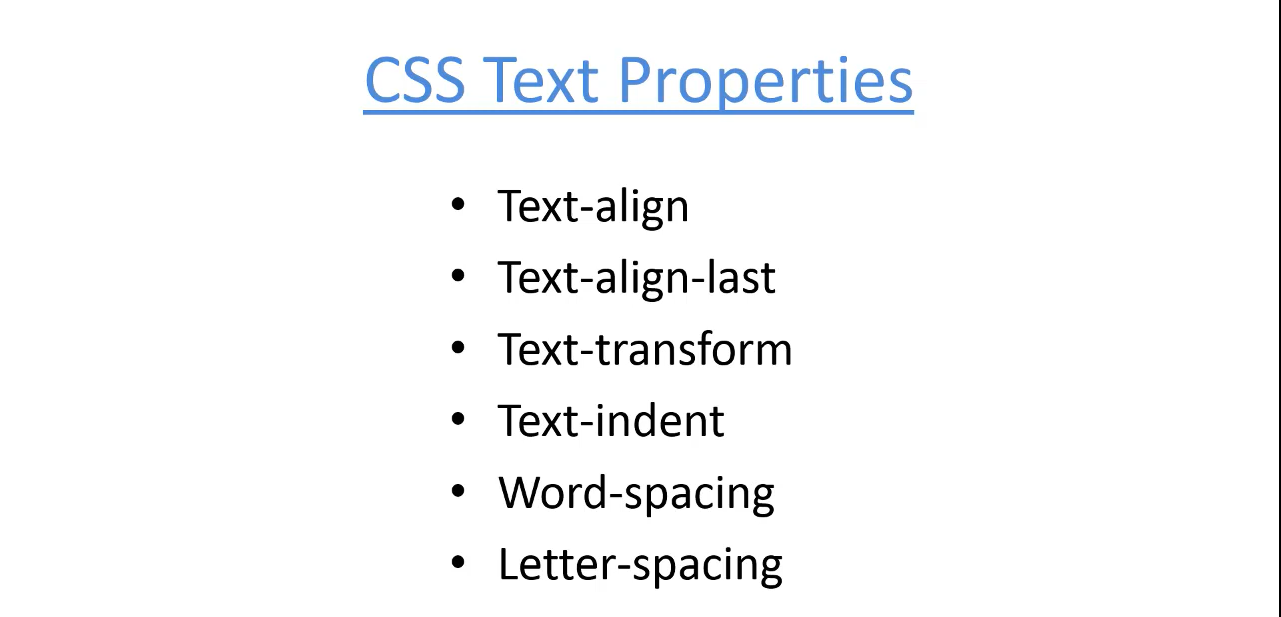 CSS Text Properties
• Text-align
• Text-align-last
• Text-transform
• Text-indent
• Word-spacing
• Letter-spacing